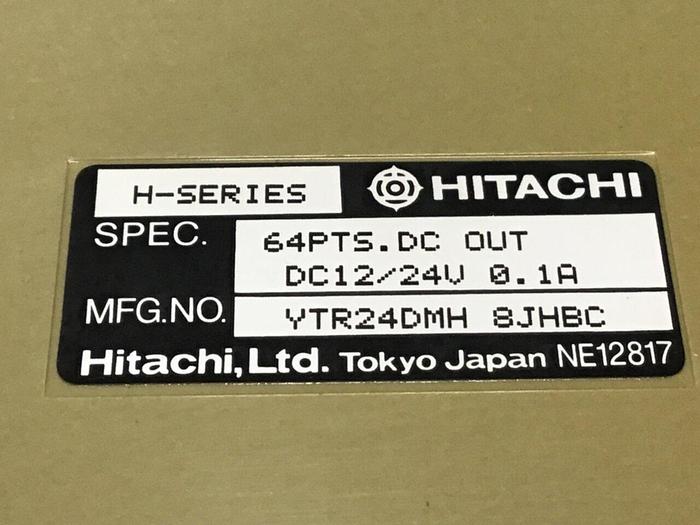 H-SERIES HITACHI
SPEC. 64PTS.DC OUT
DC12/24V 0.1A
MFG.NO. YTR24DMH 8JHBC
Hitachi,Ltd. Tokyo Japan NE12817